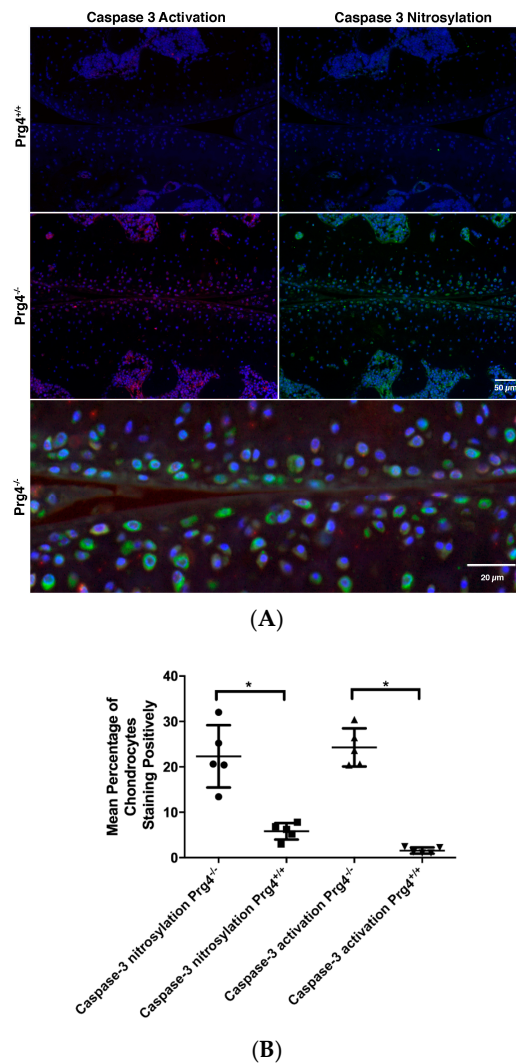 Caspase 3 Activation
Caspase 3 Nitrosylation
Prg4+/+
Prg4-/-
50 µm
Prg4-/-
20 µm
(A)
Mean Percentage of
Chondrocytes
Staining Positively
40
30
20
10
0
*
*
Caspase-3 nitrosylation Prg4-/-
Caspase-3 nitrosylation Prg4+/+
Caspase-3 activation Prg4-/-
Caspase-3 activation Prg4+/+
(B)